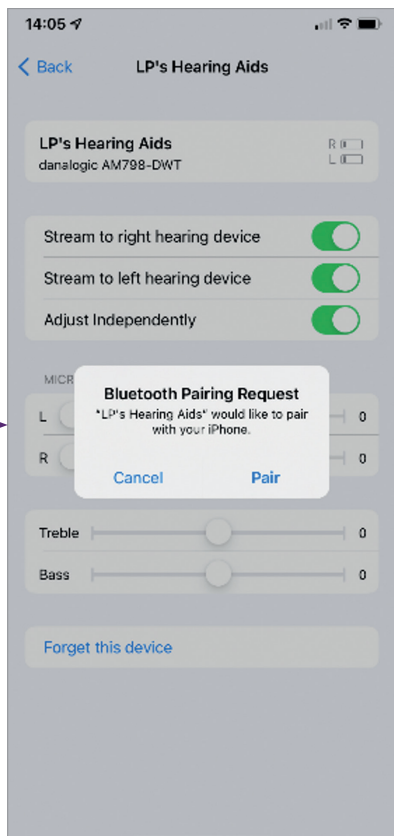 14:05
Back LP's Hearing Aids
LP's Hearing Aids R
danalogic AM798-DWT L
Stream to right hearing device
Stream to left hearing device
Adjust Independently
MICR
Bluetooth Pairing Request
"LP's Hearing Aids" would like to pair
with your iPhone.
L 0
R 0
Cancel Pair
Treble 0
Bass 0
Forget this device